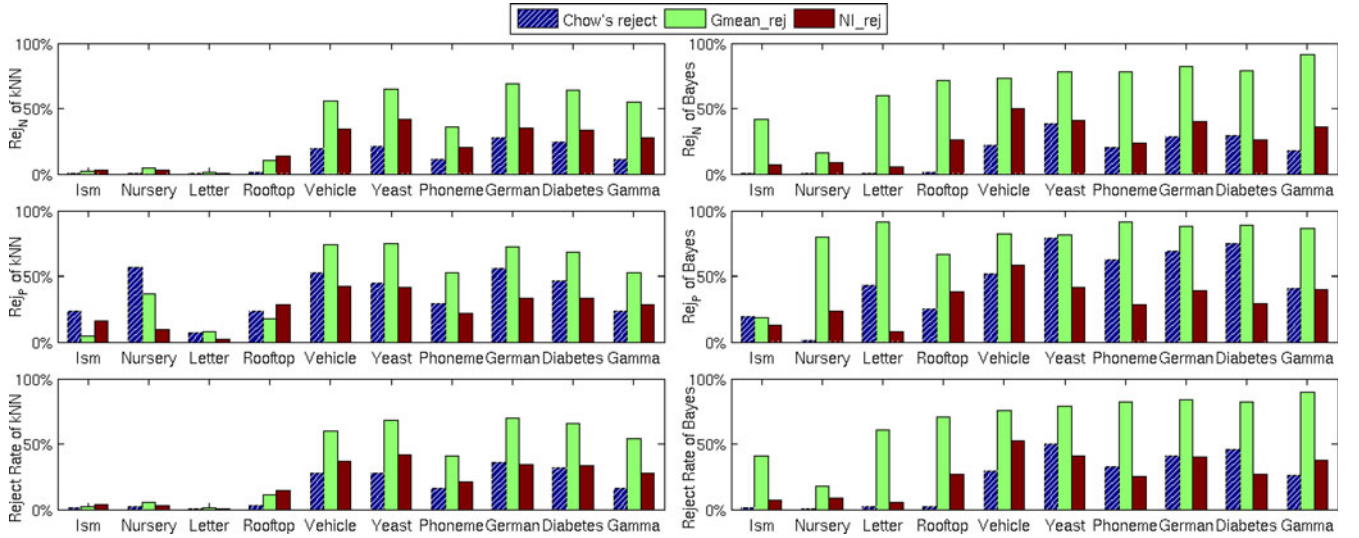 Chow's reject Gmean_rej NI_rej
100%
50%
0%
Rej_N of kNN
Ism Nursery Letter Rooftop Vehicle Yeast Phoneme German Diabetes Gamma
100%
50%
0%
Rej_N of Bayes
Ism Nursery Letter Rooftop Vehicle Yeast Phoneme German Diabetes Gamma
100%
50%
0%
Rej_P of kNN
Ism Nursery Letter Rooftop Vehicle Yeast Phoneme German Diabetes Gamma
100%
50%
0%
Rej_P of Bayes
Ism Nursery Letter Rooftop Vehicle Yeast Phoneme German Diabetes Gamma
100%
50%
0%
Reject Rate of kNN
Ism Nursery Letter Rooftop Vehicle Yeast Phoneme German Diabetes Gamma
100%
50%
0%
Reject Rate of Bayes
Ism Nursery Letter Rooftop Vehicle Yeast Phoneme German Diabetes Gamma